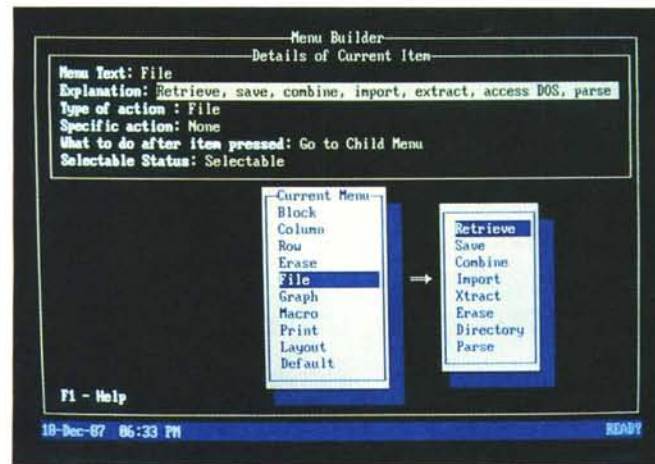 Menu Builder
Details of Current Item
Menu Text: File
Explanation: Retrieve, save, combine, import, extract, access DOS, parse
Type of action : File
Specific action: None
What to do after item pressed: Go to Child Menu
Selectable Status: Selectable
Current Menu
Block
Column
Row
Erase
File
Graph
Macro
Print
Layout
Default
⇒
Retrieve
Save
Combine
Import
Xtract
Erase
Directory
Parse
F1 - Help
18-Dec-87 06:33 PM
READY